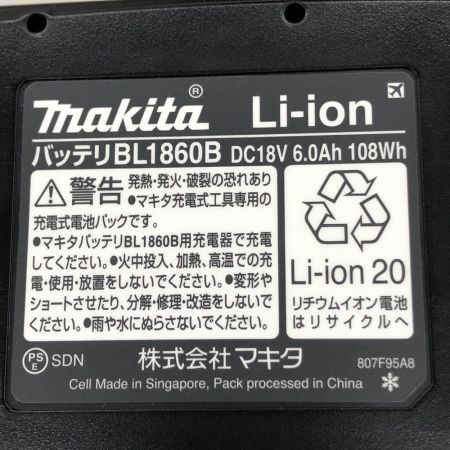 makita® Li-ion
バッテリBL1860B DC18V 6.0Ah 108Wh
警告 発熱・発火・破裂の恐れあり
●マキタ充電式工具専用の
充電式電池パックです。
●マキタバッテリBL1860B用充電器で充電
してください。●火中投入、加熱、高温での充
電・使用・放置をしないでください。●変形や
ショートさせたり、分解・修理・改造をしないで
ください。●雨や水にぬらさないでください。
Li-ion 20
リチウムイオン電池
はリサイクルへ
PS
E SDN 株式会社マキタ 807F95A8
Cell Made in Singapore, Pack processed in China